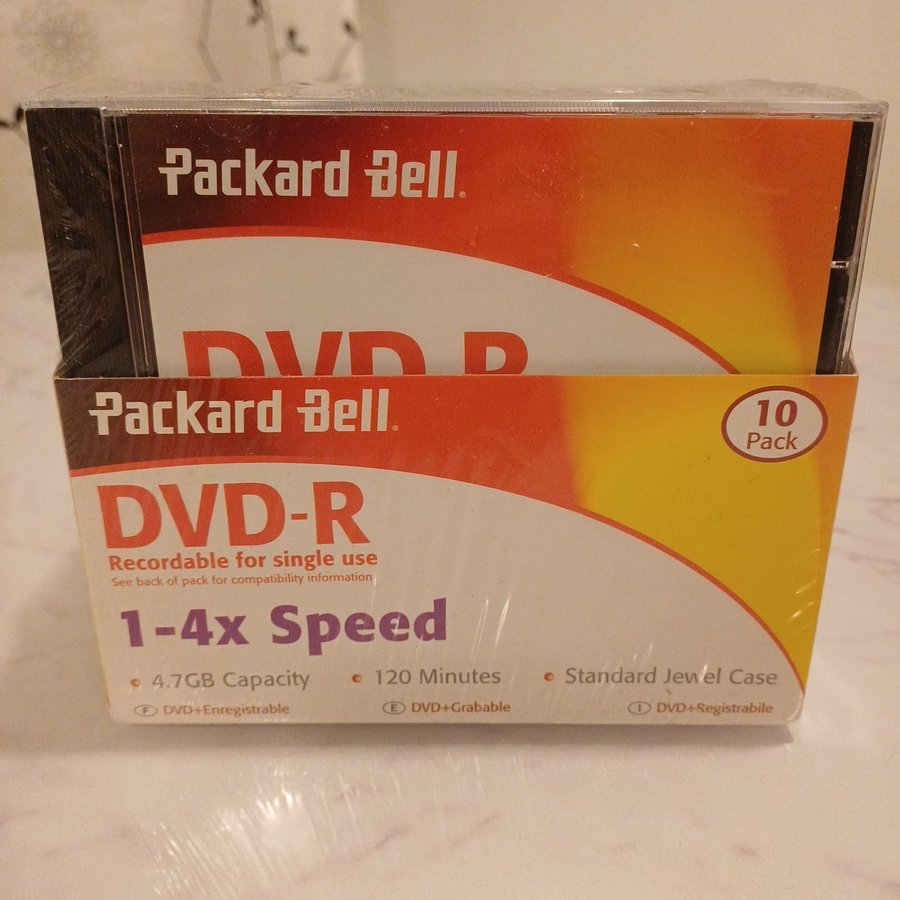 Packard Bell®
DVD-R
Packard Bell®
10
Pack
DVD-R
Recordable for single use
See back of pack for compatibility information
1-4x Speed
• 4.7GB Capacity • 120 Minutes • Standard Jewel Case
F DVD+Enregistrable E DVD+Grabable I DVD+Registrabile